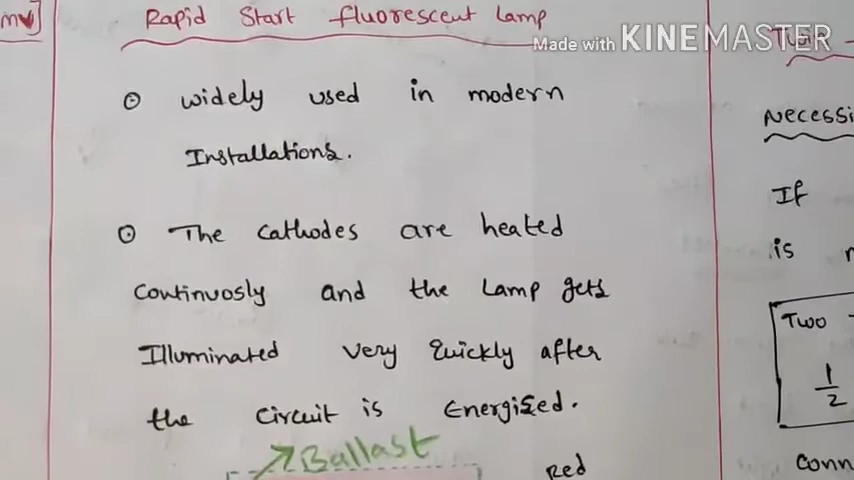 Rapid Start fluorescent Lamp
Made with KINEMASTER
⊙ widely used in modern
Installations.
⊙ The cathodes are heated
Continuosly and the Lamp gets
Illuminated very Quickly after
the circuit is Energised.
Ballast
Red
Necessi
If
is
Two
1/2
Conn